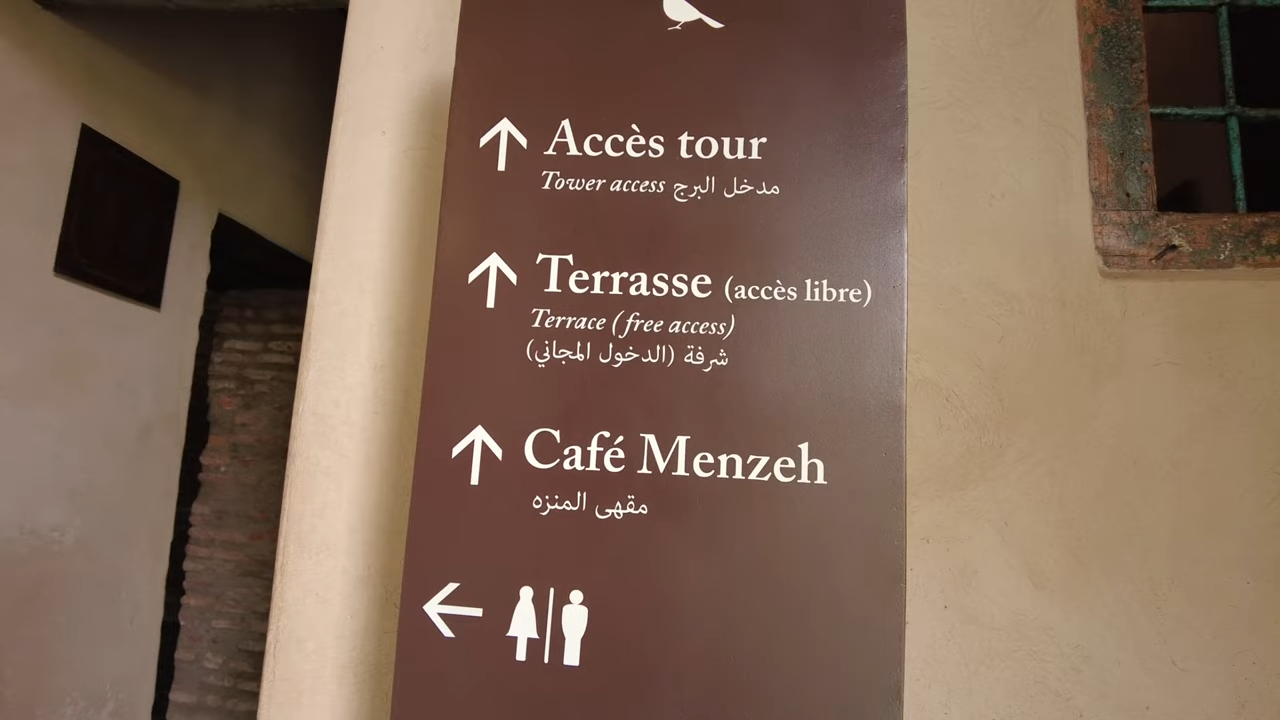 Accès tour
Tower access مدخل البرج
Terrasse (accès libre)
Terrace (free access)
شرفة (الدخول المجاني)
Café Menzeh
مقهى المنزه